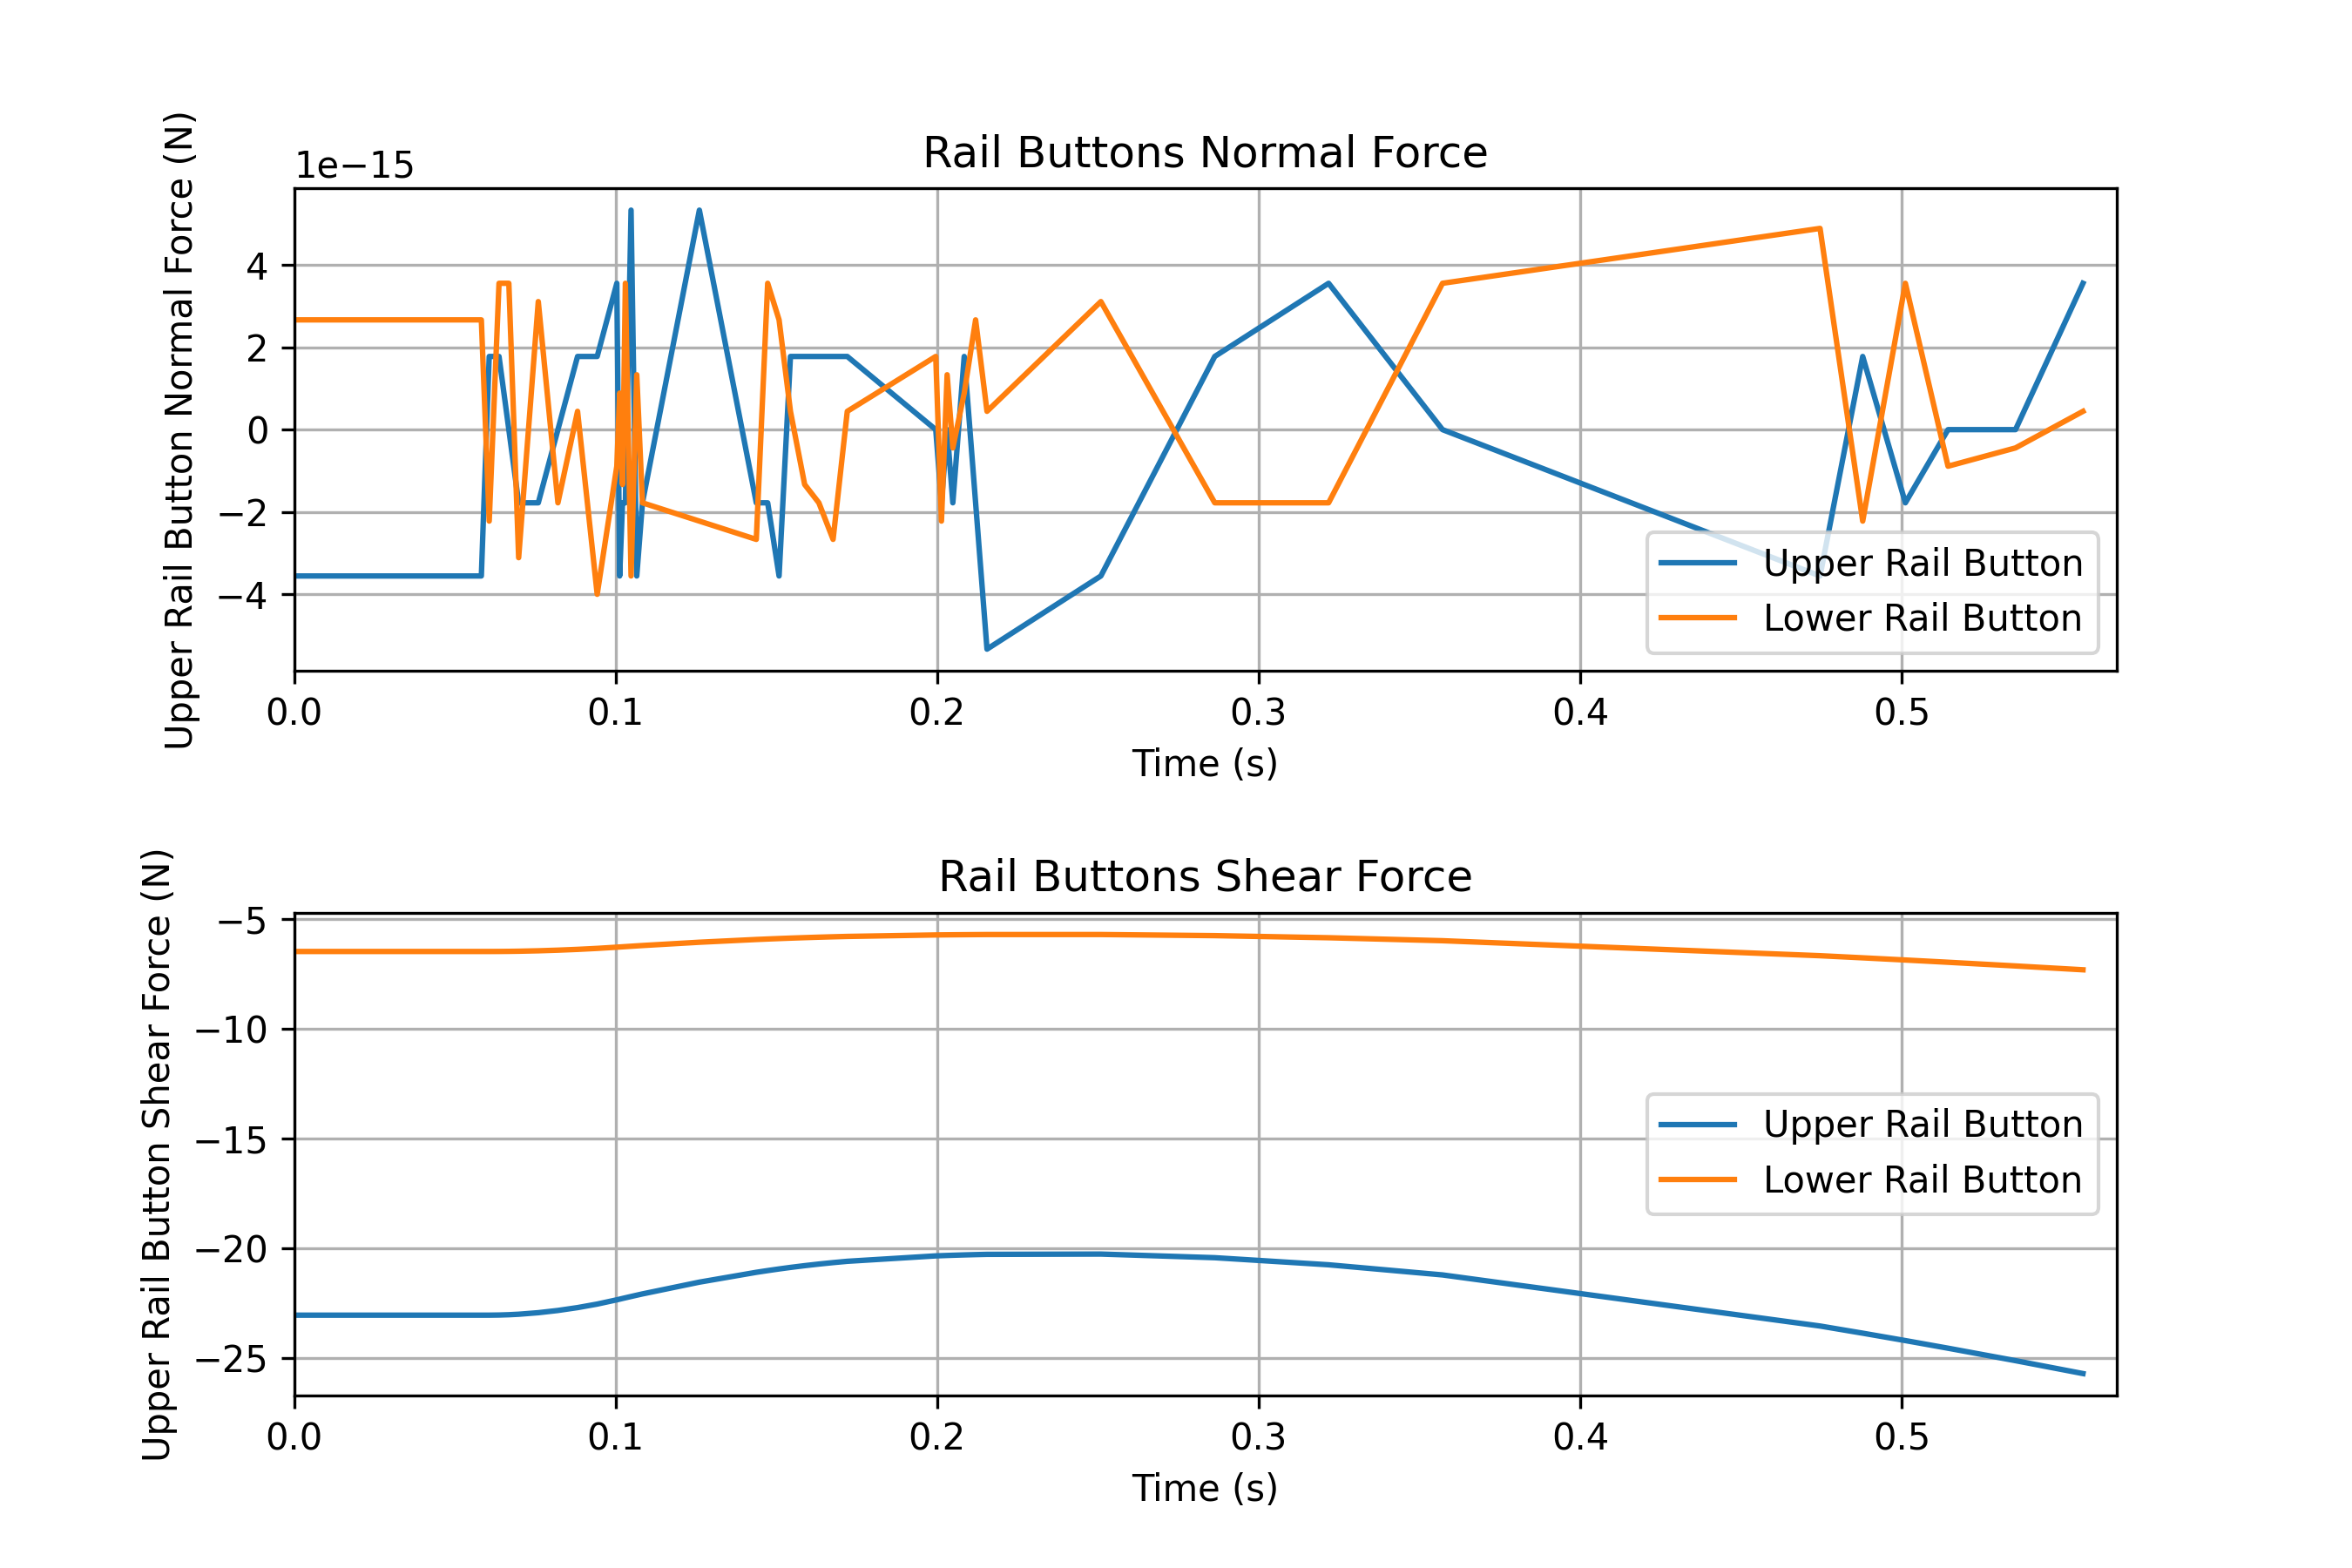 Rail Buttons Normal Force
1e−15
Upper Rail Button Normal Force (N)
4
2
0
−2
−4
Upper Rail Button
Lower Rail Button
0.0 0.1 0.2 0.3 0.4 0.5
Time (s)
Rail Buttons Shear Force
Upper Rail Button Shear Force (N)
−5
−10
−15
−20
−25
Upper Rail Button
Lower Rail Button
0.0 0.1 0.2 0.3 0.4 0.5
Time (s)